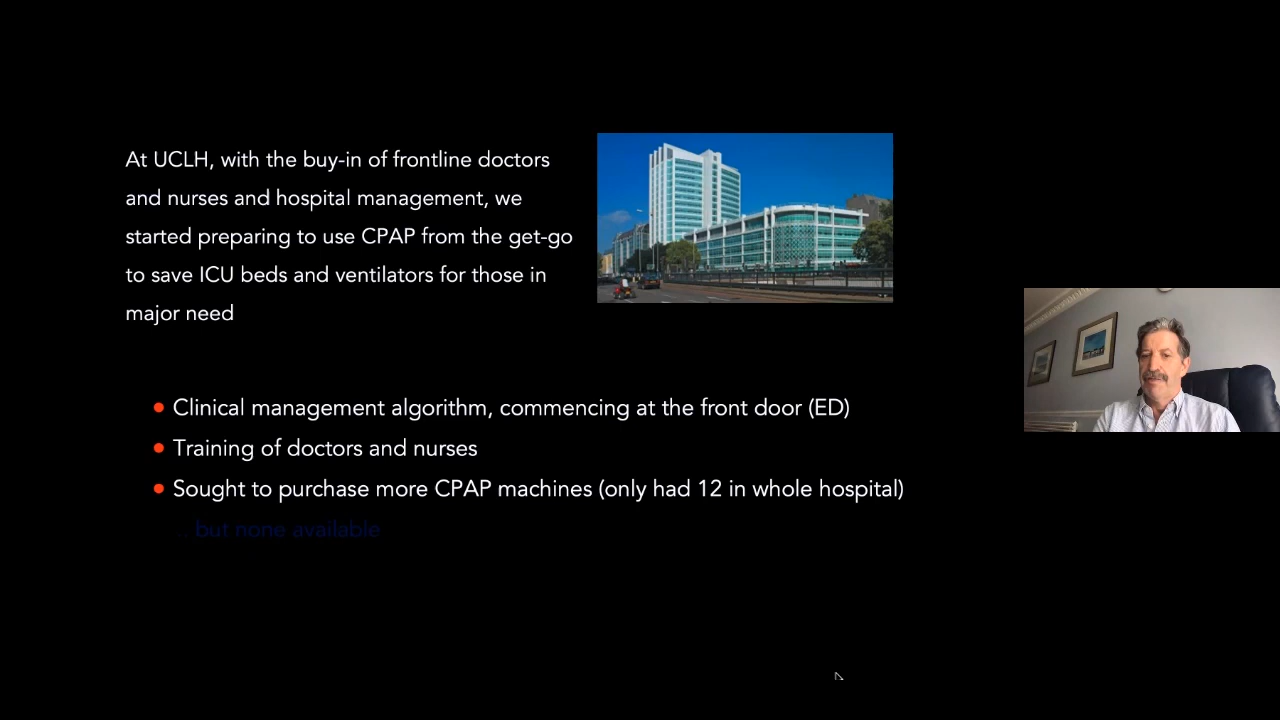 At UCLH, with the buy-in of frontline doctors
and nurses and hospital management, we
started preparing to use CPAP from the get-go
to save ICU beds and ventilators for those in
major need
• Clinical management algorithm, commencing at the front door (ED)
• Training of doctors and nurses
• Sought to purchase more CPAP machines (only had 12 in whole hospital)
.. but none available